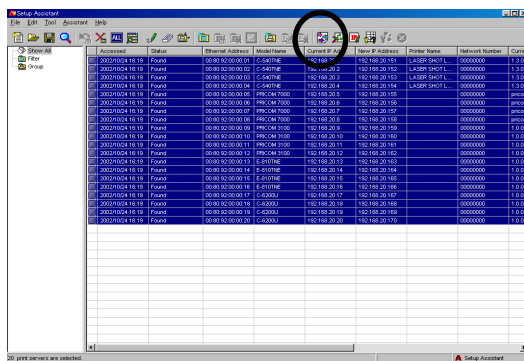 Setup Assistant
File Edit Tool Assistant Help
ALL
Show All
Filter
Group
Accessed Status Ethernet Address Model Name Current IP Ad New IP Address Printer Name Network Number Curre
2002/10/24 16:19 Found 00:80:92:00:00:01 C-540TNE 192.168.20.151 LASER SHOT L... 00000000 1.3.0
2002/10/24 16:19 Found 00:80:92:00:00:02 C-540TNE 192.168.20.2 192.168.20.152 LASER SHOT L... 00000000 1.3.0
2002/10/24 16:19 Found 00:80:92:00:00:03 C-540TNE 192.168.20.3 192.168.20.153 LASER SHOT L... 00000000 1.3.0
2002/10/24 16:19 Found 00:80:92:00:00:04 C-540TNE 192.168.20.4 192.168.20.154 LASER SHOT L... 00000000 1.3.0
2002/10/24 16:19 Found 00:80:92:00:00:05 PRICOM 7000 192.168.20.5 192.168.20.155 00000000 prico
2002/10/24 16:19 Found 00:80:92:00:00:06 PRICOM 7000 192.168.20.6 192.168.20.156 00000000 prico
2002/10/24 16:19 Found 00:80:92:00:00:07 PRICOM 7000 192.168.20.7 192.168.20.157 00000000 prico
2002/10/24 16:19 Found 00:80:92:00:00:08 PRICOM 7000 192.168.20.8 192.168.20.158 00000000 prico
2002/10/24 16:19 Found 00:80:92:00:00:09 PRICOM 3100 192.168.20.9 192.168.20.159 00000000 1.0.0
2002/10/24 16:19 Found 00:80:92:00:00:10 PRICOM 3100 192.168.20.10 192.168.20.160 00000000 1.0.0
2002/10/24 16:19 Found 00:80:92:00:00:11 PRICOM 3100 192.168.20.11 192.168.20.161 00000000 1.0.0
2002/10/24 16:19 Found 00:80:92:00:00:12 PRICOM 3100 192.168.20.12 192.168.20.162 00000000 1.0.0
2002/10/24 16:19 Found 00:80:92:00:00:13 E-810TNE 192.168.20.13 192.168.20.163 00000000 1.0.0
2002/10/24 16:19 Found 00:80:92:00:00:14 E-810TNE 192.168.20.14 192.168.20.164 00000000 1.0.0
2002/10/24 16:19 Found 00:80:92:00:00:15 E-810TNE 192.168.20.15 192.168.20.165 00000000 1.0.0
2002/10/24 16:19 Found 00:80:92:00:00:16 E-810TNE 192.168.20.16 192.168.20.166 00000000 1.0.0
2002/10/24 16:19 Found 00:80:92:00:00:17 C-6200U 192.168.20.17 192.168.20.167 00000000 1.0.0
2002/10/24 16:19 Found 00:80:92:00:00:18 C-6200U 192.168.20.18 192.168.20.168 00000000 1.0.0
2002/10/24 16:19 Found 00:80:92:00:00:19 C-6200U 192.168.20.19 192.168.20.169 00000000 1.0.0
2002/10/24 16:19 Found 00:80:92:00:00:20 C-6200U 192.168.20.20 192.168.20.170 00000000 1.0.0
20 print servers are selected. Setup Assistant